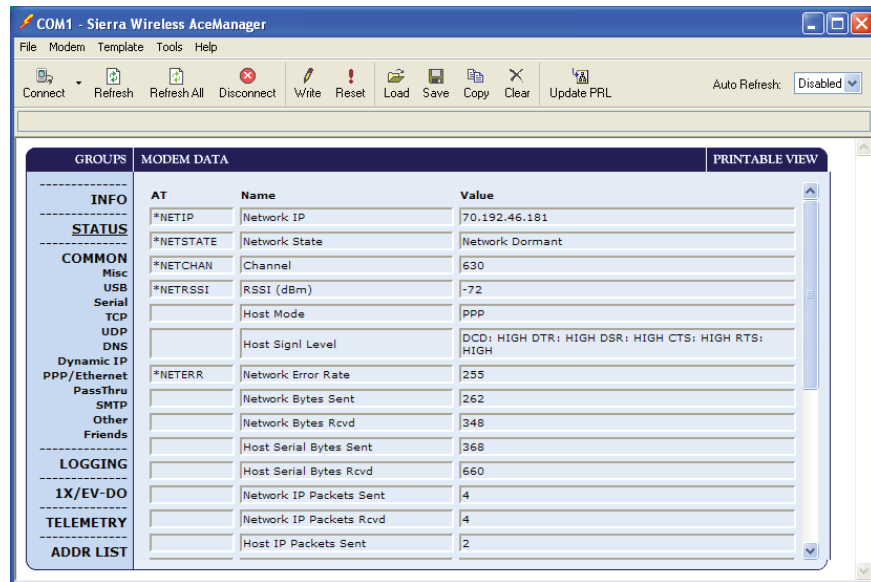 COM1 - Sierra Wireless AceManager
File Modem Template Tools Help
Connect Refresh Refresh All Disconnect Write Reset Load Save Copy Clear Update PRL Auto Refresh: Disabled
GROUPS MODEM DATA PRINTABLE VIEW
INFO
STATUS
COMMON
Misc
USB
Serial
TCP
UDP
DNS
Dynamic IP
PPP/Ethernet
PassThru
SMTP
Other
Friends
LOGGING
1X/EV-DO
TELEMETRY
ADDR LIST
AT Name Value
*NETIP Network IP 70.192.46.181
*NETSTATE Network State Network Dormant
*NETCHAN Channel 630
*NETRSSI RSSI (dBm) -72
Host Mode PPP
Host Signl Level DCD: HIGH DTR: HIGH DSR: HIGH CTS: HIGH RTS:
HIGH
*NETERR Network Error Rate 255
Network Bytes Sent 262
Network Bytes Rcvd 348
Host Serial Bytes Sent 368
Host Serial Bytes Rcvd 660
Network IP Packets Sent 4
Network IP Packets Rcvd 4
Host IP Packets Sent 2